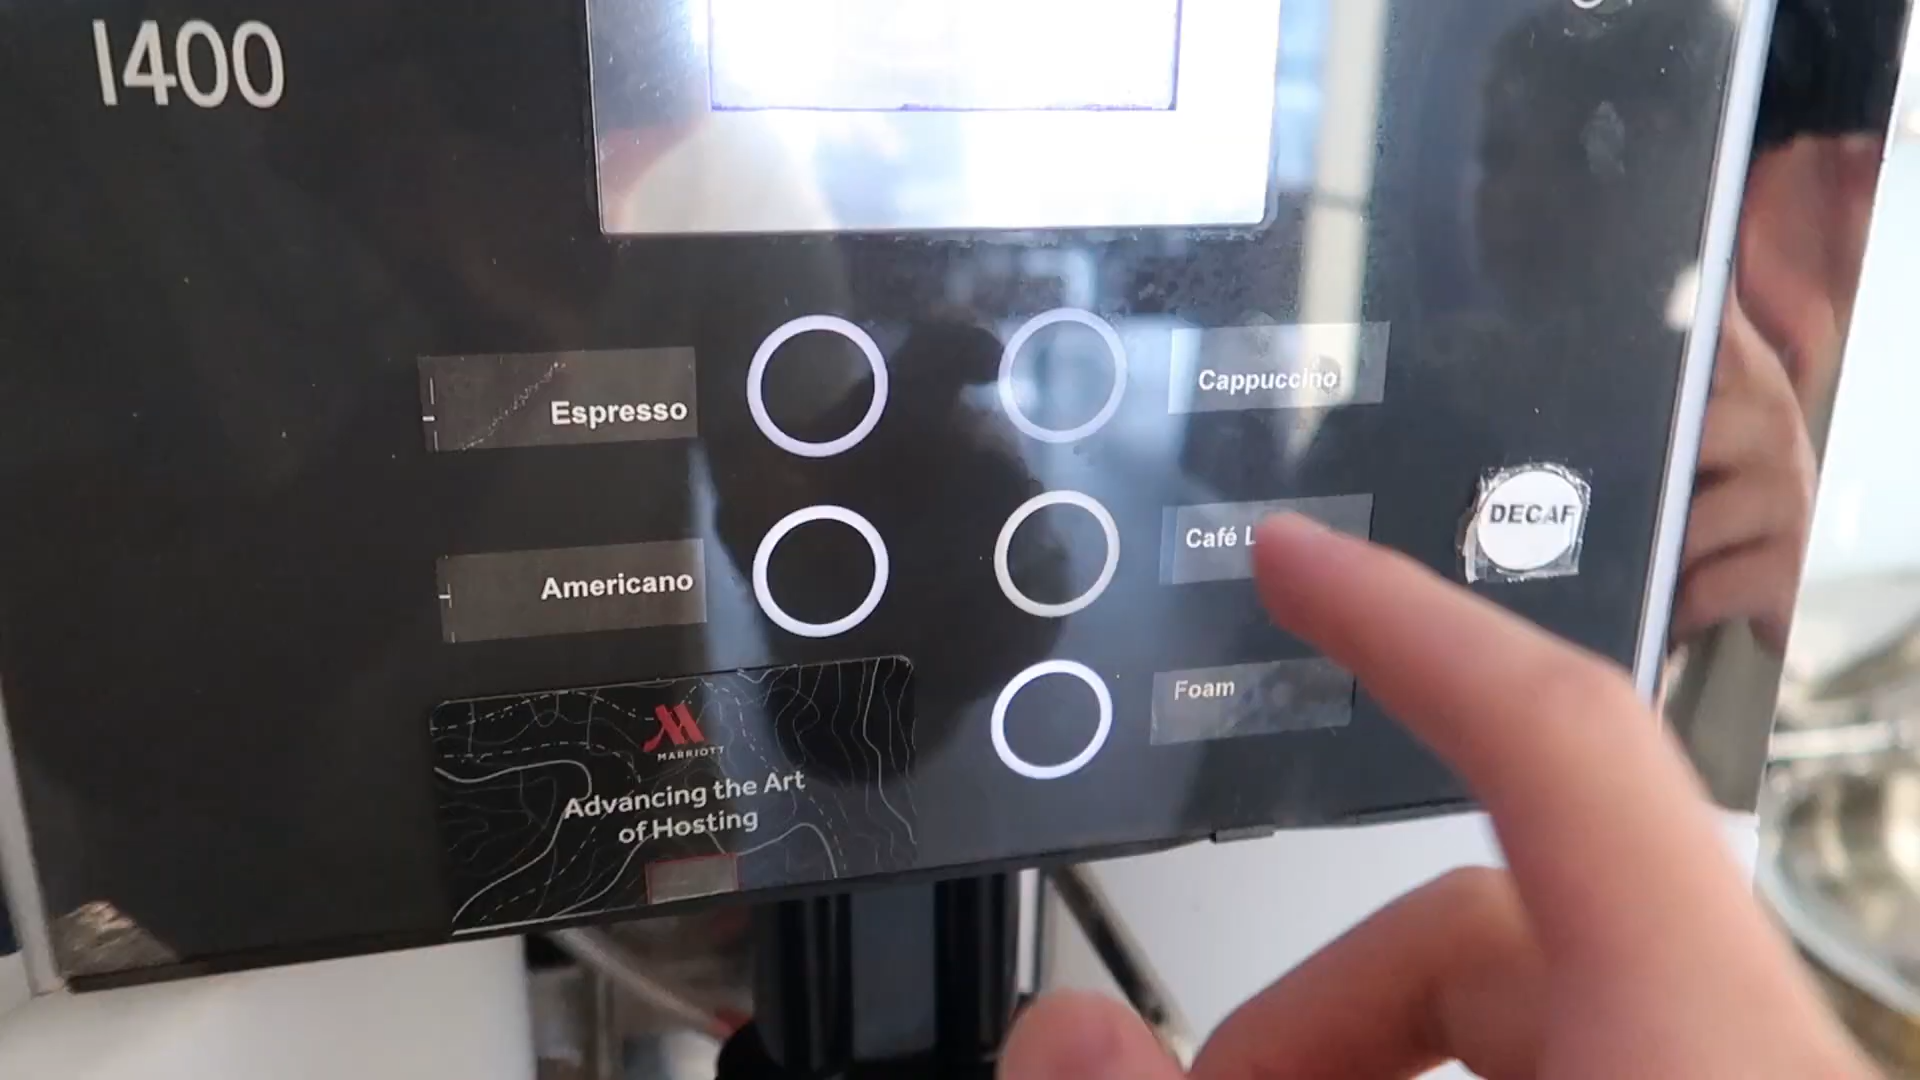 1400
Espresso
Cappuccino
Americano
Café
DECAF
Foam
MARRIOTT
Advancing the Art
of Hosting